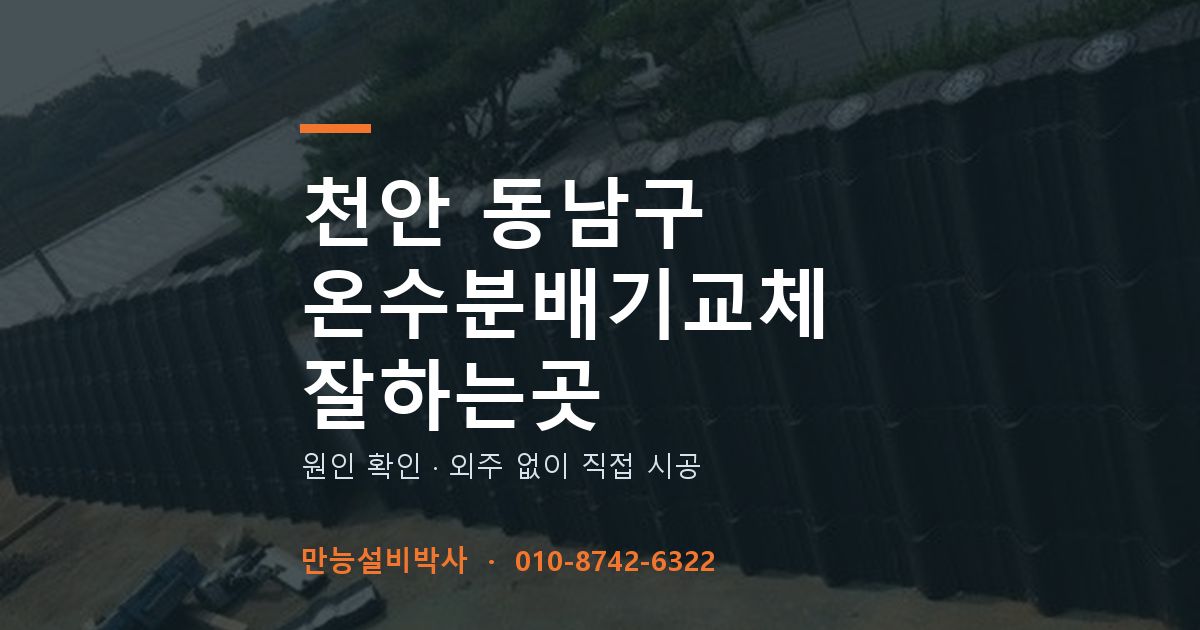 천안 동남구
온수분배기교체
잘하는곳
원인 확인 · 외주 없이 직접 시공
만능설비박사 · 010-8742-6322